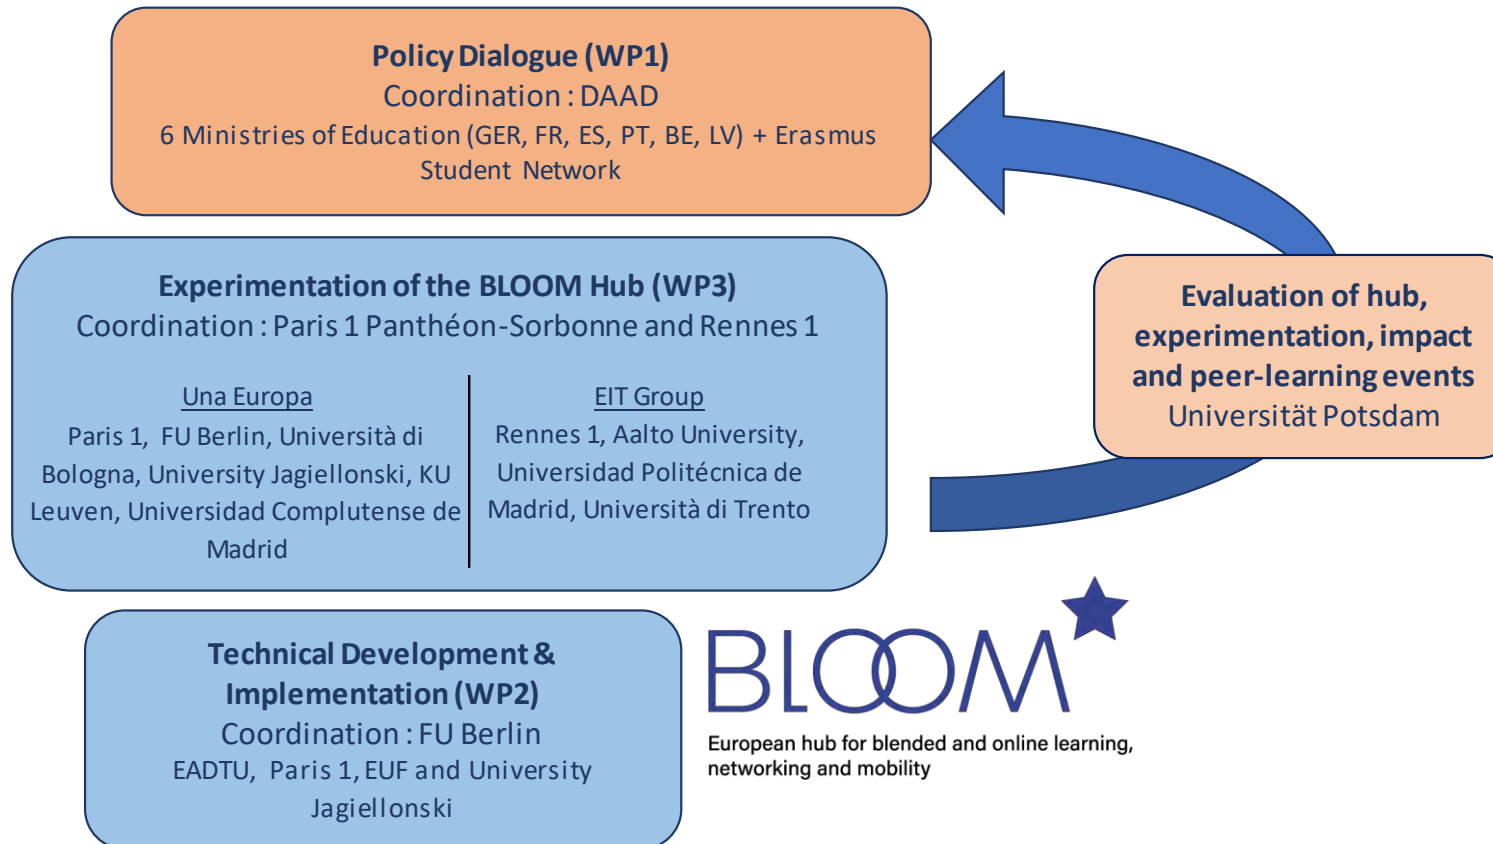 Policy Dialogue (WP1)
Coordination : DAAD
6 Ministries of Education (GER, FR, ES, PT, BE, LV) + Erasmus
Student Network
Experimentation of the BLOOM Hub (WP3)
Coordination : Paris 1 Panthéon-Sorbonne and Rennes 1
Una Europa
Paris 1, FU Berlin, Università di
Bologna, University Jagiellonski, KU
Leuven, Universidad Complutense de
Madrid
EIT Group
Rennes 1, Aalto University,
Universidad Politécnica de
Madrid, Università di Trento
Evaluation of hub,
experimentation, impact
and peer-learning events
Universität Potsdam
Technical Development &
Implementation (WP2)
Coordination : FU Berlin
EADTU, Paris 1, EUF and University
Jagiellonski
BLOOM
European hub for blended and online learning,
networking and mobility